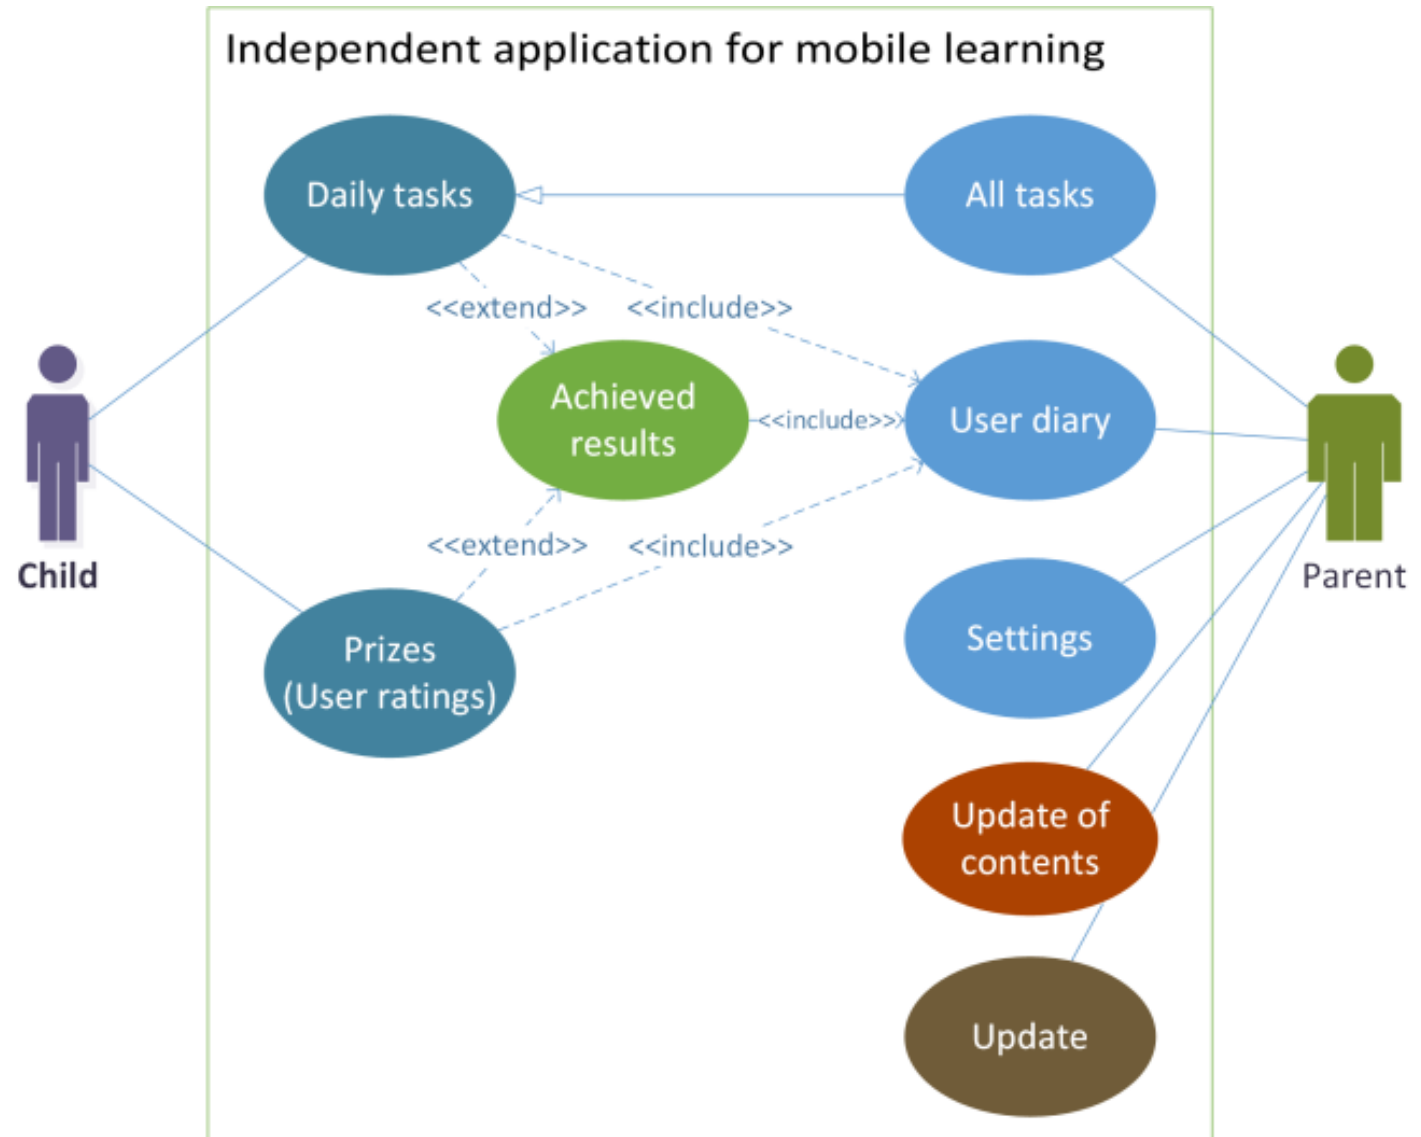 Independent application for mobile learning
Daily tasks
All tasks
<<extend>>
<<include>>
Achieved
results
<<include>>
User diary
<<extend>>
<<include>>
Child
Parent
Prizes
(User ratings)
Settings
Update of
contents
Update